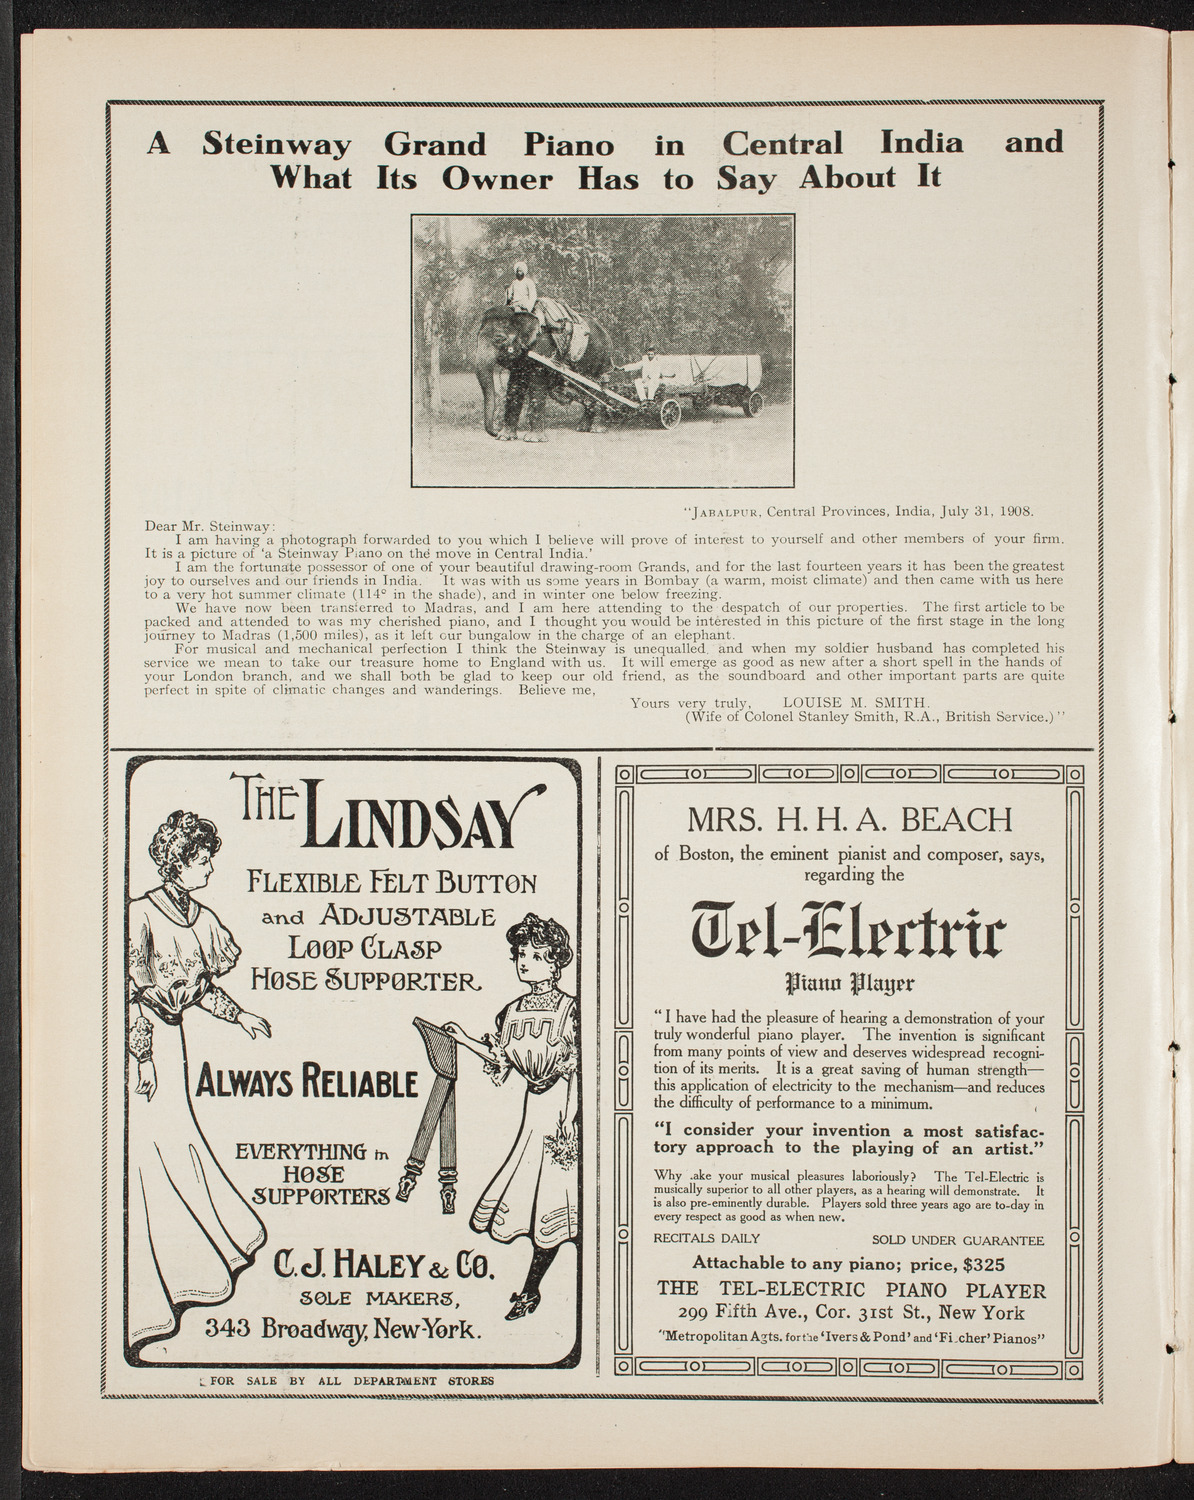 A Steinway Grand Piano in Central India and
What Its Owner Has to Say About It
"JABALPUR, Central Provinces, India, July 31, 1908.
Dear Mr. Steinway:
I am having a photograph forwarded to you which I believe will prove of interest to yourself and other members of your firm.
It is a picture of 'a Steinway Piano on the move in Central India.'
I am the fortunate possessor of one of your beautiful drawing-room Grands, and for the last fourteen years it has been the greatest
joy to ourselves and our friends in India. It was with us some years in Bombay (a warm, moist climate) and then came with us here
to a very hot summer climate (114° in the shade), and in winter one below freezing.
We have now been transferred to Madras, and I am here attending to the despatch of our properties. The first article to be
packed and attended to was my cherished piano, and I thought you would be interested in this picture of the first stage in the long
journey to Madras (1,500 miles), as it left our bungalow in the charge of an elephant.
For musical and mechanical perfection I think the Steinway is unequalled, and when my soldier husband has completed his
service we mean to take our treasure home to England with us. It will emerge as good as new after a short spell in the hands of
your London branch, and we shall both be glad to keep our old friend, as the soundboard and other important parts are quite
perfect in spite of climatic changes and wanderings. Believe me,
Yours very truly, LOUISE M. SMITH.
(Wife of Colonel Stanley Smith, R.A., British Service.)"
THE LINDSAY
FLEXIBLE FELT BUTTON
and ADJUSTABLE
LOOP CLASP
HOSE SUPPORTER
ALWAYS RELIABLE
EVERYTHING in
HOSE
SUPPORTERS
C. J. HALEY & CO.
SOLE MAKERS,
343 Broadway, New-York.
FOR SALE BY ALL DEPARTMENT STORES
MRS. H. H. A. BEACH
of Boston, the eminent pianist and composer, says,
regarding the
Tel-Electric
Piano Player
"I have had the pleasure of hearing a demonstration of your
truly wonderful piano player. The invention is significant
from many points of view and deserves widespread recogni-
tion of its merits. It is a great saving of human strength—
this application of electricity to the mechanism—and reduces
the difficulty of performance to a minimum.
"I consider your invention a most satisfac-
tory approach to the playing of an artist."
Why ake your musical pleasures laboriously? The Tel-Electric is
musically superior to all other players, as a hearing will demonstrate. It
is also pre-eminently durable. Players sold three years ago are to-day in
every respect as good as when new.
RECITALS DAILY SOLD UNDER GUARANTEE
Attachable to any piano; price, $325
THE TEL-ELECTRIC PIANO PLAYER
299 Fifth Ave., Cor. 31st St., New York
"Metropolitan Agts. for the 'Ivers & Pond' and 'Fi cher' Pianos"